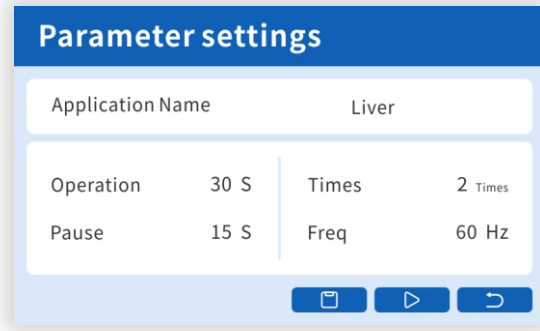 Parameter settings
Application Name Liver
Operation 30 S Times 2 Times
Pause 15 S Freq 60 Hz